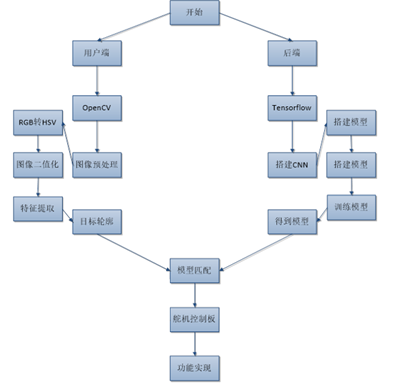 开始
用户端
后端
OpenCV
Tensorflow
RGB转HSV
搭建模型
图像二值化
图像预处理
搭建CNN
搭建模型
特征提取
训练模型
目标轮廓
得到模型
模型匹配
舵机控制板
功能实现